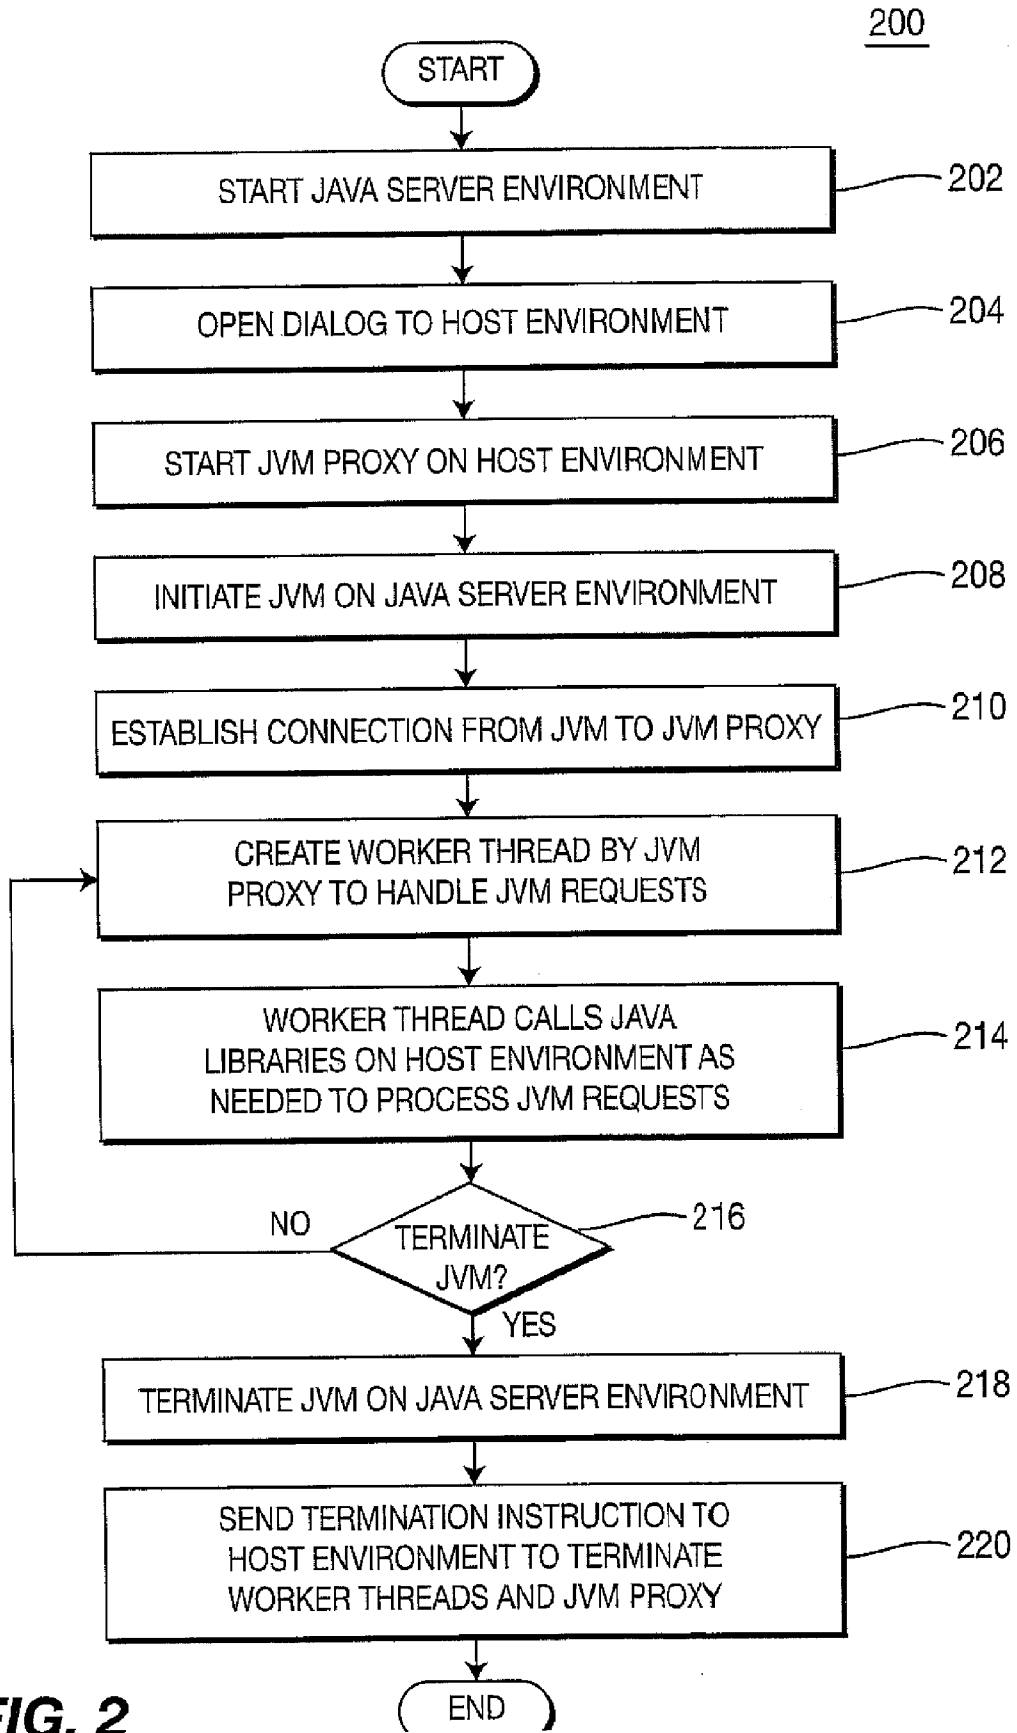 200
START
START JAVA SERVER ENVIRONMENT
202
OPEN DIALOG TO HOST ENVIRONMENT
204
START JVM PROXY ON HOST ENVIRONMENT
206
INITIATE JVM ON JAVA SERVER ENVIRONMENT
208
ESTABLISH CONNECTION FROM JVM TO JVM PROXY
210
CREATE WORKER THREAD BY JVM
PROXY TO HANDLE JVM REQUESTS
212
WORKER THREAD CALLS JAVA
LIBRARIES ON HOST ENVIRONMENT AS
NEEDED TO PROCESS JVM REQUESTS
214
NO
TERMINATE
JVM?
216
YES
TERMINATE JVM ON JAVA SERVER ENVIRONMENT
218
SEND TERMINATION INSTRUCTION TO
HOST ENVIRONMENT TO TERMINATE
WORKER THREADS AND JVM PROXY
220
END
FIG. 2